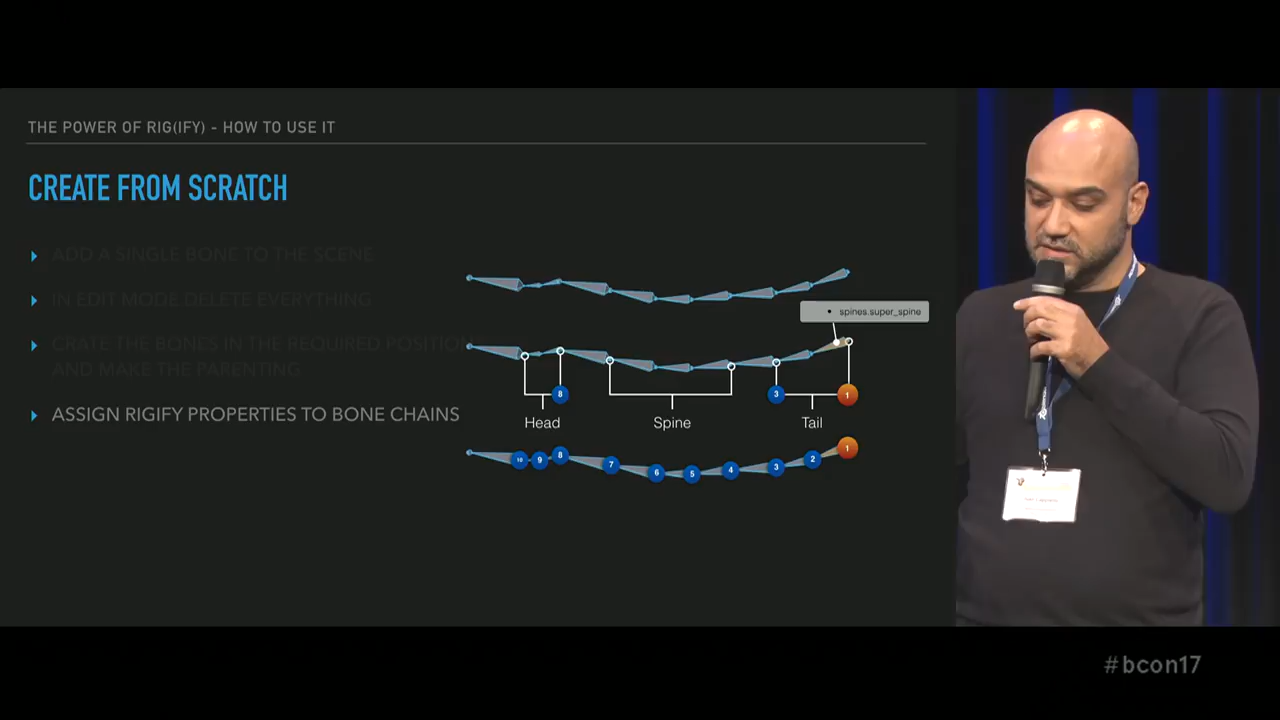 THE POWER OF RIG(IFY) - HOW TO USE IT
CREATE FROM SCRATCH
ADD A SINGLE BONE TO THE SCENE
IN EDIT MODE DELETE EVERYTHING
CRATE THE BONES IN THE REQUIRED POSITION
AND MAKE THE PARENTING
ASSIGN RIGIFY PROPERTIES TO BONE CHAINS
• spines.super_spine
8 3 1
Head Spine Tail
10 9 8 7 6 5 4 3 2 1
#bcon17